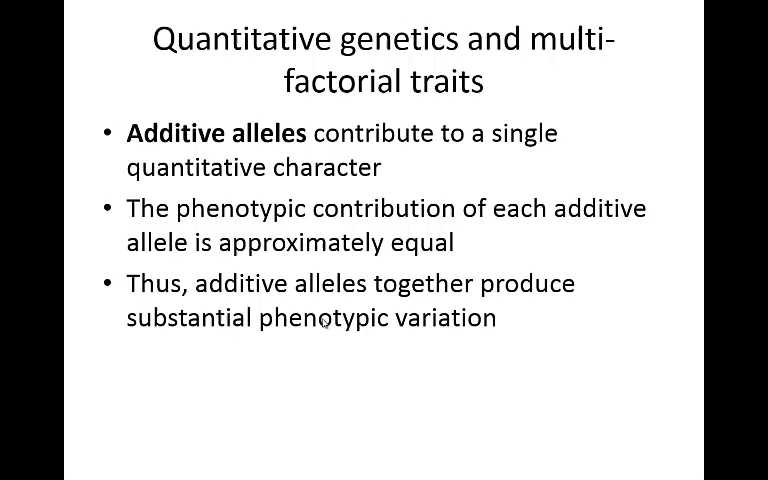 Quantitative genetics and multi-
factorial traits
• Additive alleles contribute to a single
quantitative character
• The phenotypic contribution of each additive
allele is approximately equal
• Thus, additive alleles together produce
substantial phenotypic variation